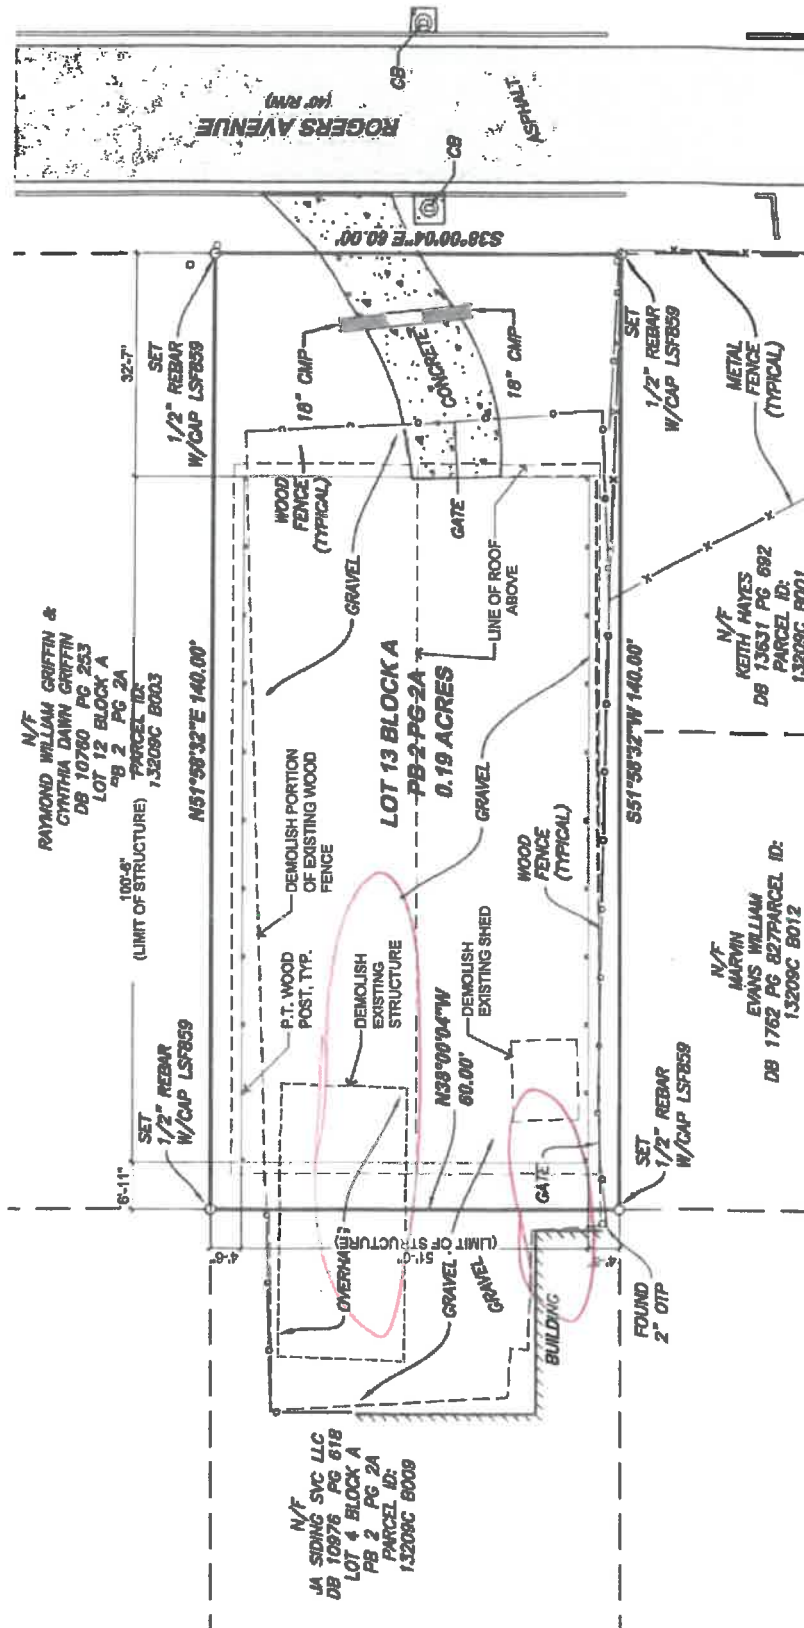 CB
ROGERS AVENUE
(40' R/W)
ASPHALT
CB
S38°00'04"E 60.00'
32'-7"
SET
1/2" REBAR
W/CAP LSF859
18" CMP
CONCRETE
18" CMP
SET
1/2" REBAR
W/CAP LSF859
METAL
FENCE
(TYPICAL)
WOOD
FENCE
(TYPICAL)
GATE
GRAVEL
LINE OF ROOF
ABOVE
N/F
RAYMOND WILLIAM GRIFFIN &
CYNTHIA DAWN GRIFFIN
DB 10760 PG 253
LOT 12 BLOCK A
PB 2 PG 2A
PARCEL ID:
13209C B003
100'-6"
(LIMIT OF STRUCTURE)
N51°58'32"E 140.00'
LOT 13 BLOCK A
PB 2 PG 2A
0.19 ACRES
GRAVEL
S51°58'32"W 140.00'
N/F
KEITH HAYES
DB 13631 PG 692
PARCEL ID:
13209C B001
DEMOLISH PORTION
OF EXISTING WOOD
FENCE
P.T. WOOD
POST, TYP.
DEMOLISH
EXISTING
STRUCTURE
WOOD
FENCE
(TYPICAL)
DEMOLISH
EXISTING SHED
N38°00'04"W
60.00'
N/F
MARVIN
EVANS WILLIAM
DB 1762 PG 827PARCEL ID:
13209C B012
SET
1/2" REBAR
W/CAP LSF859
6'-11"
GATE
SET
1/2" REBAR
W/CAP LSF859
4'-6"
51'-0"
(LIMIT OF STRUCTURE)
4'
GRAVEL
GRAVEL
BUILDING
FOUND
2" OTP
N/F
JA SIDING SVC LLC
DB 10976 PG 618
LOT 4 BLOCK A
PB 2 PG 2A
PARCEL ID:
13209C B009